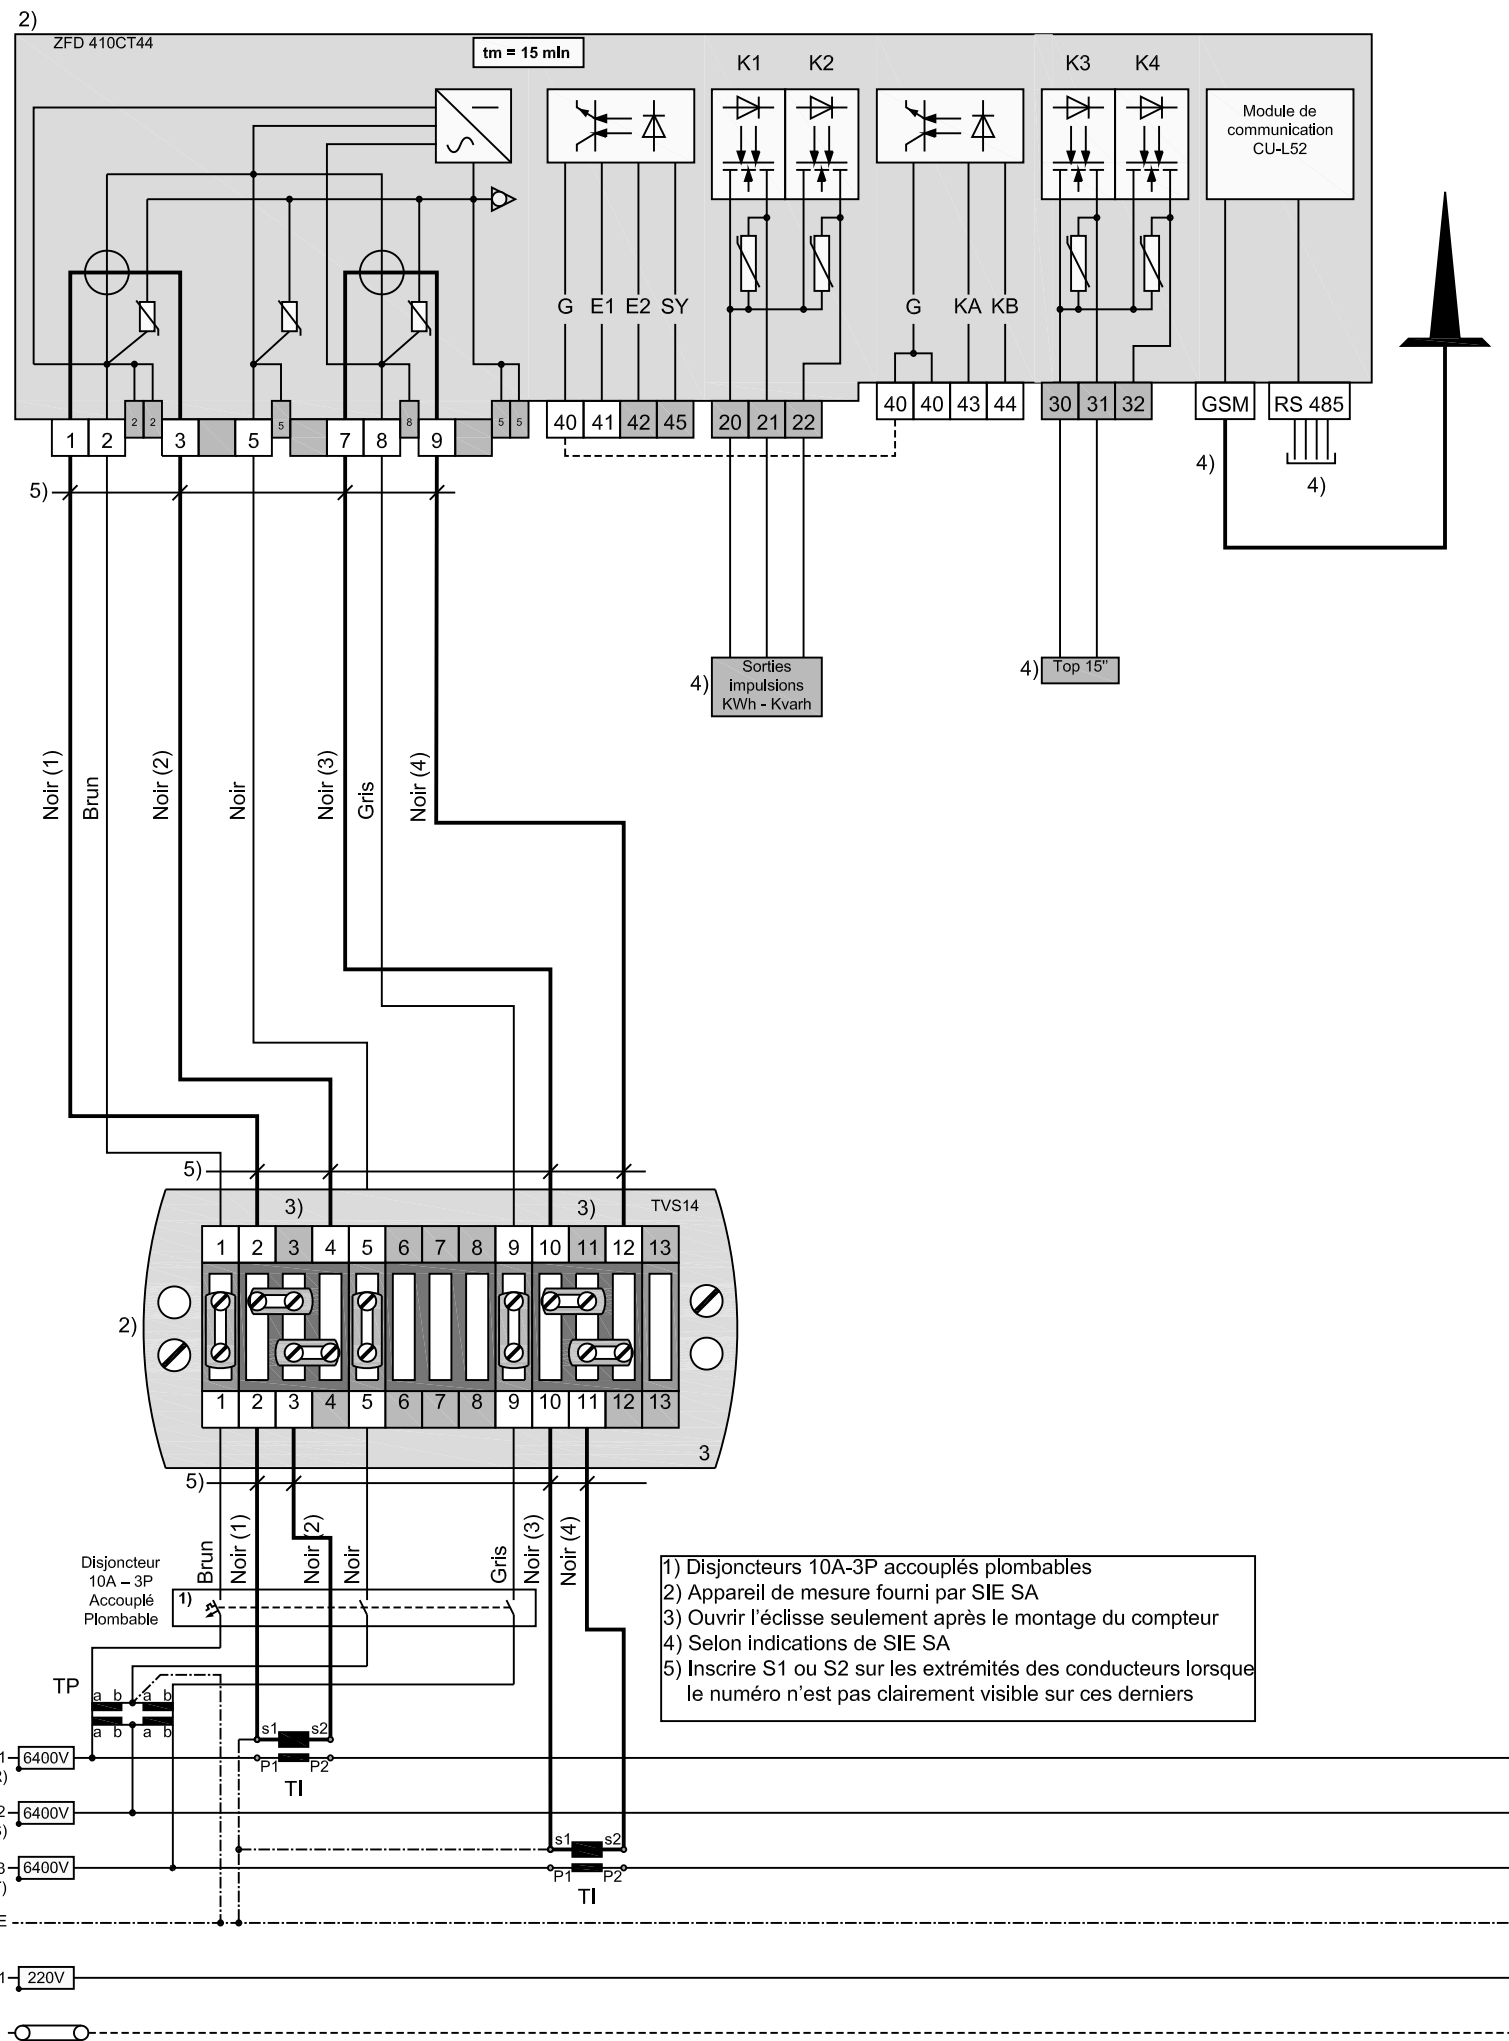 2)
ZFD 410CT44
tm = 15 min
K1
K2
K3
K4
Module de
communication
CU-L52
G
E1
E2
SY
G
KA
KB
1
2
2
2
3
5
5
7
8
8
9
5
5
40
41
42
45
20
21
22
40
40
43
44
30
31
32
GSM
RS 485
4)
4)
5)
4)
Sorties
impulsions
KWh - Kvarh
4)
Top 15"
Noir (1)
Brun
Noir (2)
Noir
Noir (3)
Gris
Noir (4)
5)
3)
3)
TVS14
1
2
3
4
5
6
7
8
9
10
11
12
13
2)
1
2
3
4
5
6
7
8
9
10
11
12
13
3
5)
Brun
Noir (1)
Noir (2)
Noir
Gris
Noir (3)
Noir (4)
Disjoncteur
10A – 3P
Accouplé
Plombable
1)
1) Disjoncteurs 10A-3P accouplés plombables
2) Appareil de mesure fourni par SIE SA
3) Ouvrir l'éclisse seulement après le montage du compteur
4) Selon indications de SIE SA
5) Inscrire S1 ou S2 sur les extrémités des conducteurs lorsque
le numéro n'est pas clairement visible sur ces derniers
TP
a b a b
a b a b
s1
s2
1
6400V
P1
P2
TI
2
6400V
s1
s2
6400V
P1
P2
TI
E
1
220V